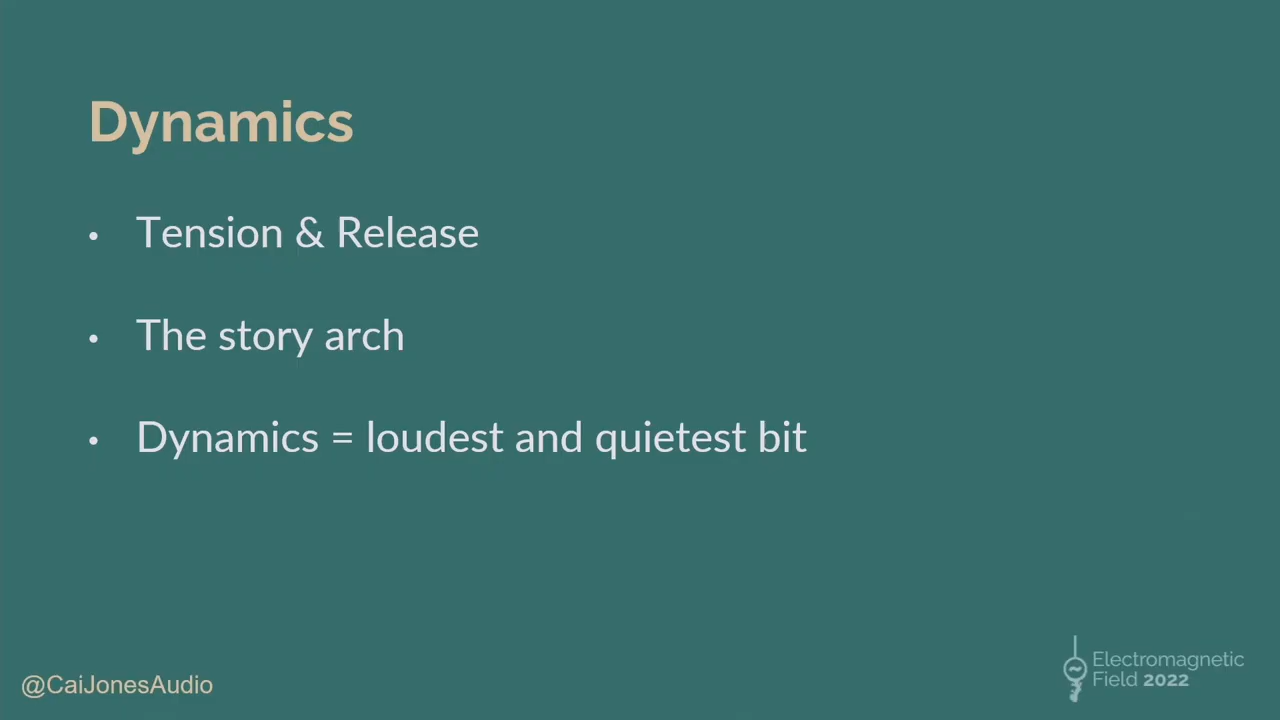 Dynamics
• Tension & Release
• The story arch
• Dynamics = loudest and quietest bit
@CaiJonesAudio
Electromagnetic
Field 2022